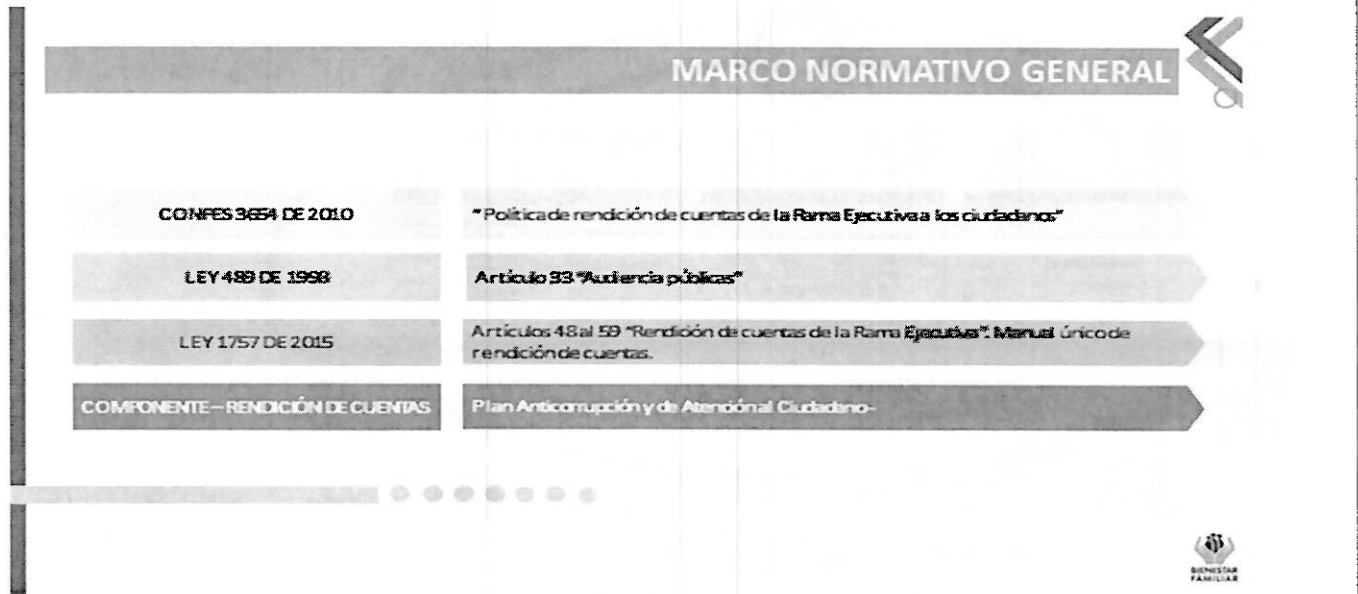 MARCO NORMATIVO GENERAL
CONPES 3654 DE 2010
"Política de rendición de cuentas de la Rama Ejecutiva a los ciudadanos"
LEY 489 DE 1998
Artículo 33 "Audiencia públicas"
LEY 1757 DE 2015
Artículos 48 al 59 "Rendición de cuentas de la Rama Ejecutiva". Manual único de
rendición de cuentas.
COMPONENTE – RENDICIÓN DE CUENTAS
Plan Anticorrupción y de Atención al Ciudadano-
BIENESTAR
FAMILIAR